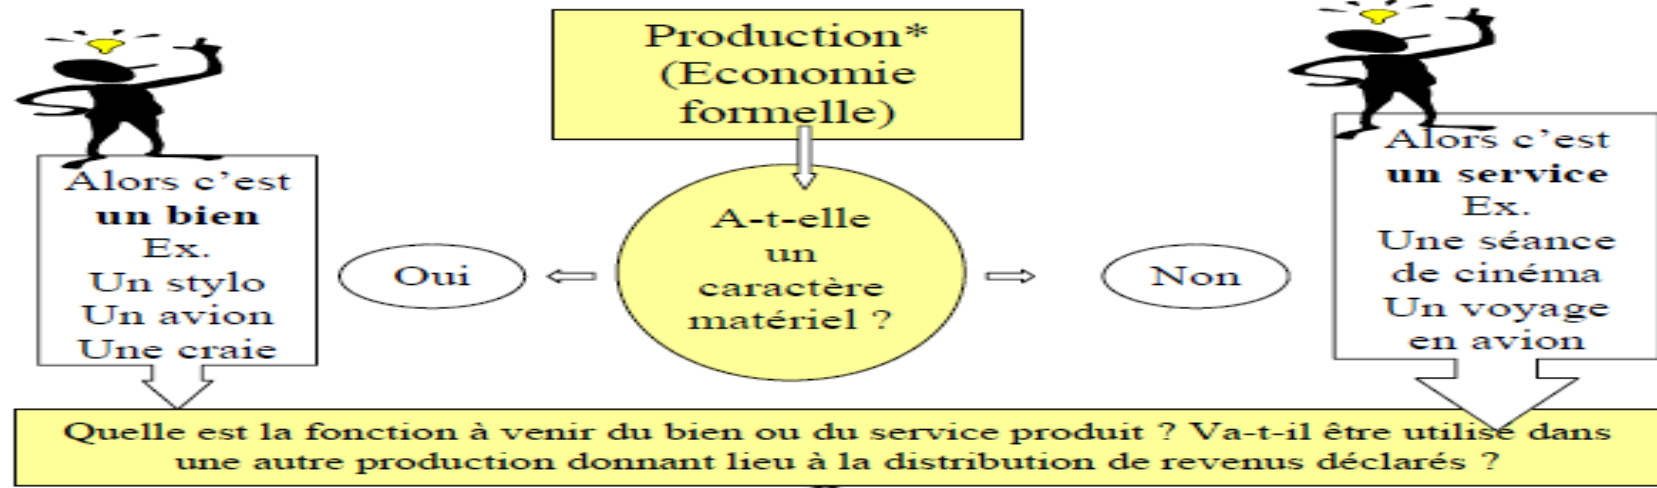 Production*
(Economie
formelle)
Alors c’est
un bien
Ex.
Un stylo
Un avion
Une craie
Oui
A-t-elle
un
caractère
matériel ?
Non
Alors c’est
un service
Ex.
Une séance
de cinéma
Un voyage
en avion
Quelle est la fonction à venir du bien ou du service produit ? Va-t-il être utilisé dans
une autre production donnant lieu à la distribution de revenus déclarés ?